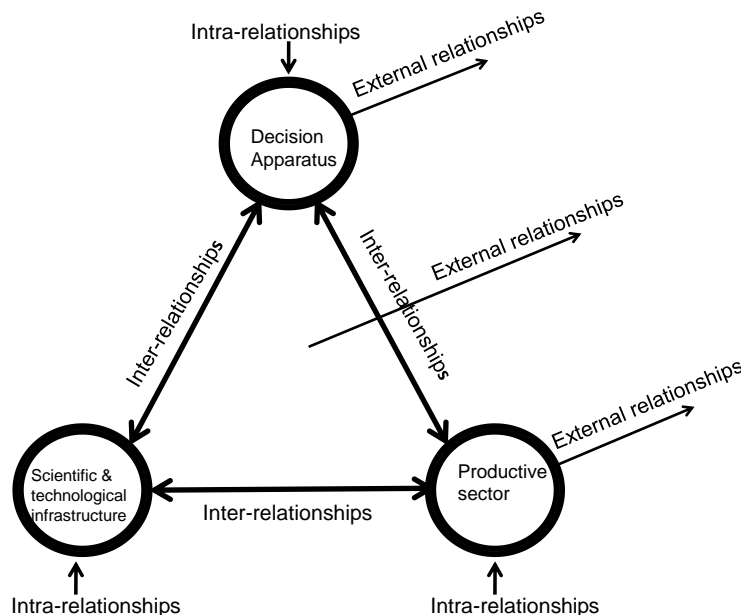 Intra-relationships
External relationships
Decision
Apparatus
External relationships
Inter-relationships
Inter-relationships
External relationships
Scientific &
technological
infrastructure
Productive
sector
Inter-relationships
Intra-relationships
Intra-relationships